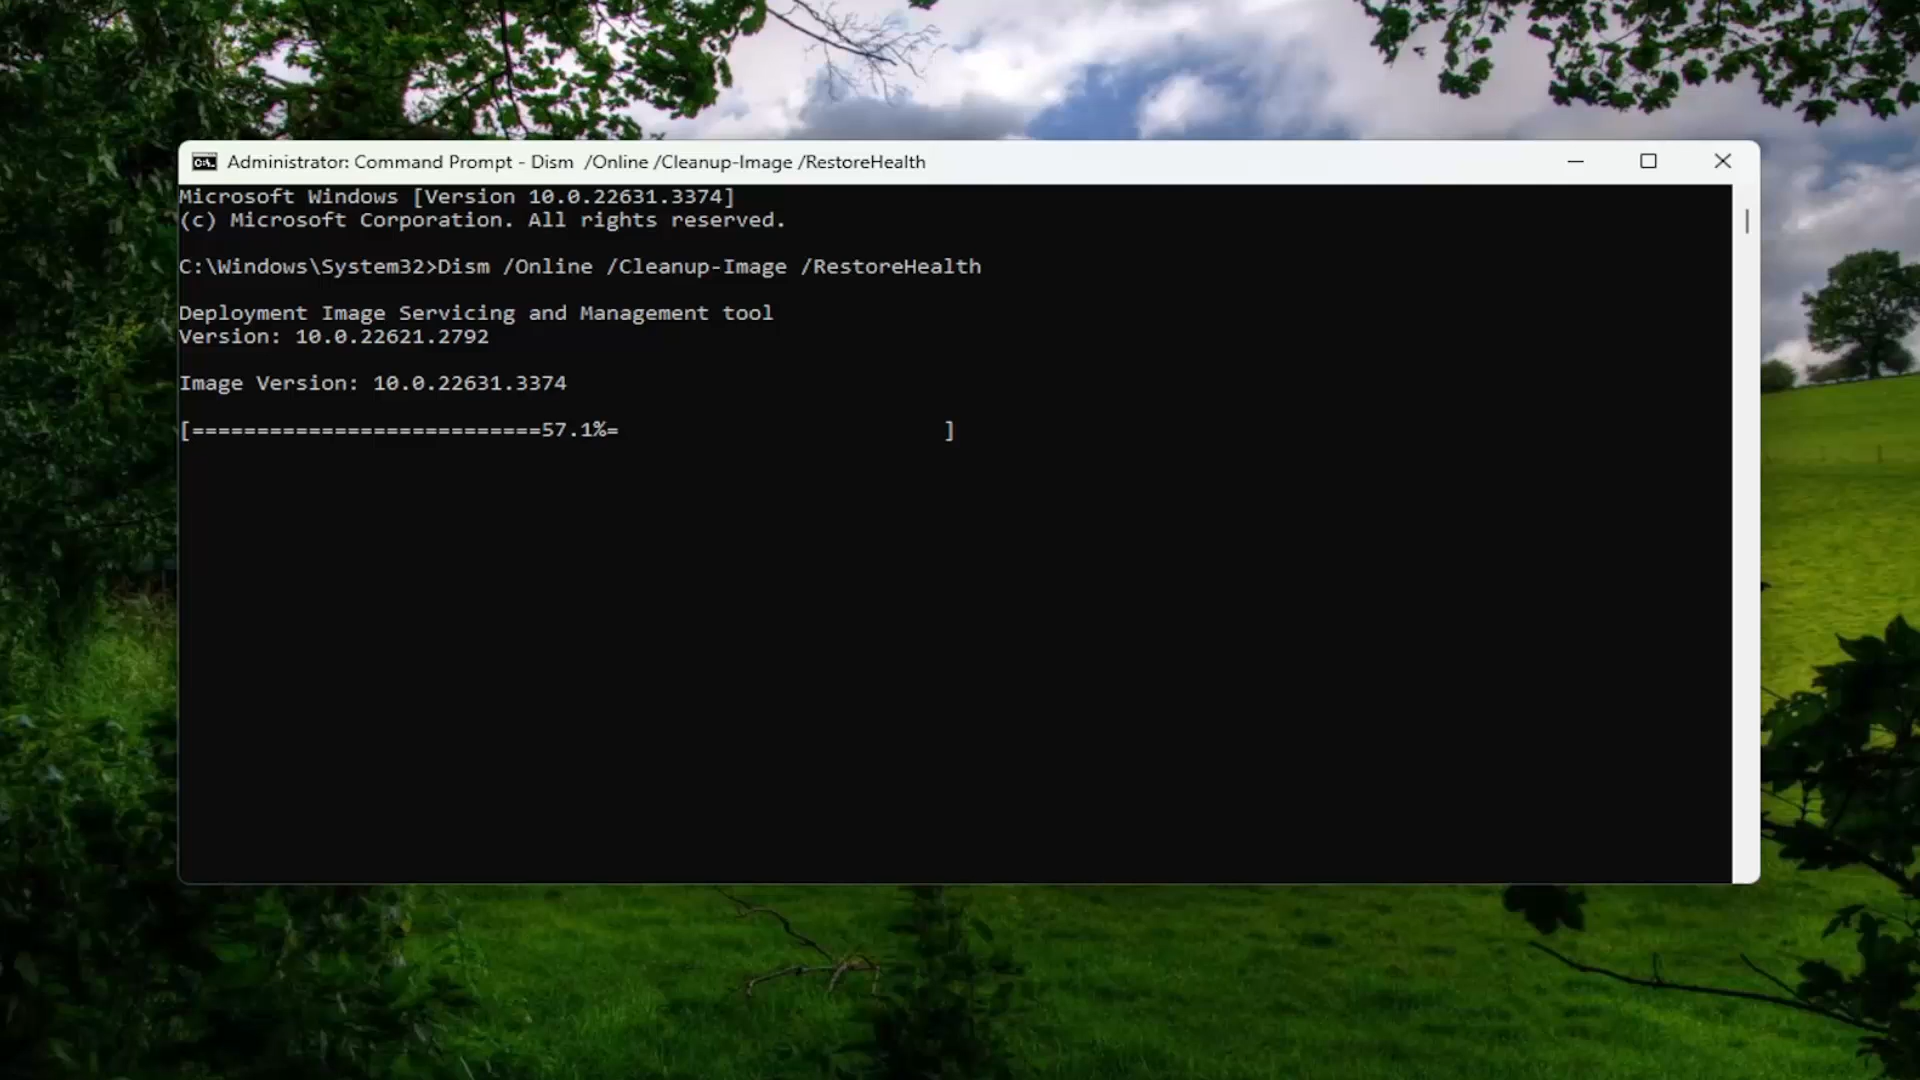 Administrator: Command Prompt - Dism  /Online /Cleanup-Image /RestoreHealth
Microsoft Windows [Version 10.0.22631.3374]
(c) Microsoft Corporation. All rights reserved.
C:\Windows\System32>Dism /Online /Cleanup-Image /RestoreHealth
Deployment Image Servicing and Management tool
Version: 10.0.22621.2792
Image Version: 10.0.22631.3374
[===========================57.1%=                          ]